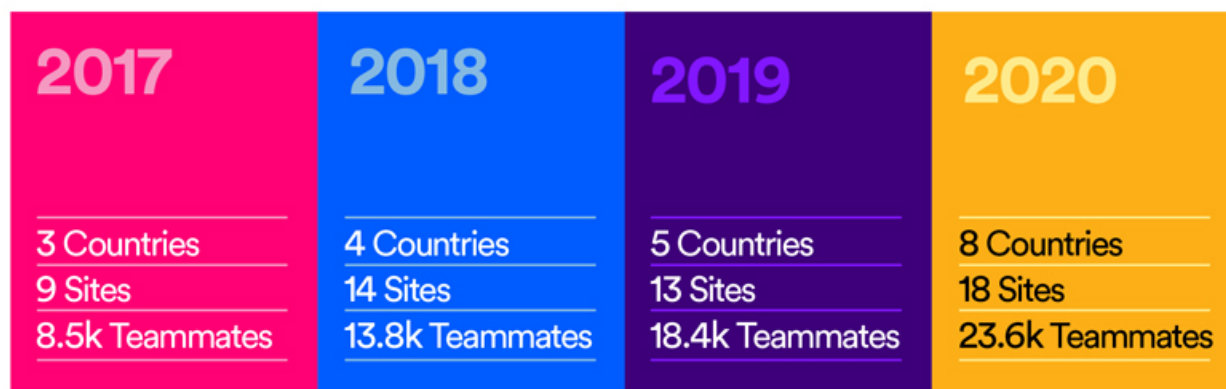 2017
3 Countries
9 Sites
8.5k Teammates
2018
4 Countries
14 Sites
13.8k Teammates
2019
5 Countries
13 Sites
18.4k Teammates
2020
8 Countries
18 Sites
23.6k Teammates